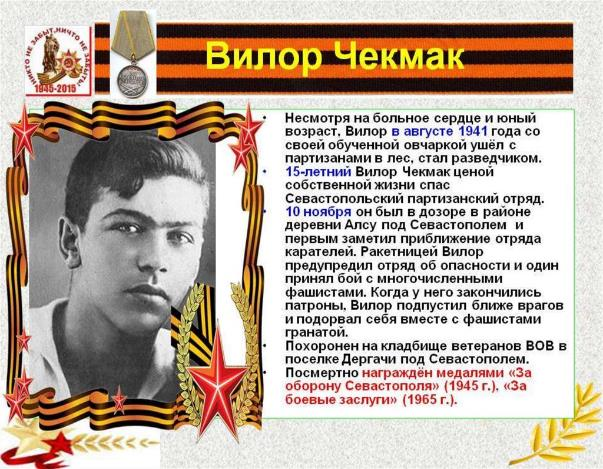 НИКТО НЕ ЗАБЫТ,НИЧТО НЕ ЗАБЫТО
1945-2015
Вилор Чекмак
• Несмотря на больное сердце и юный
возраст, Вилор в августе 1941 года со
своей обученной овчаркой ушёл с
партизанами в лес, стал разведчиком.
• 15-летний Вилор Чекмак ценой
собственной жизни спас
Севастопольский партизанский отряд.
• 10 ноября он был в дозоре в районе
деревни Алсу под Севастополем и
первым заметил приближение отряда
карателей. Ракетницей Вилор
предупредил отряд об опасности и один
принял бой с многочисленными
фашистами. Когда у него закончились
патроны, Вилор подпустил ближе врагов
и подорвал себя вместе с фашистами
гранатой.
• Похоронен на кладбище ветеранов ВОВ в
поселке Дергачи под Севастополем.
• Посмертно награждён медалями «За
оборону Севастополя» (1945 г.), «За
боевые заслуги» (1965 г.).